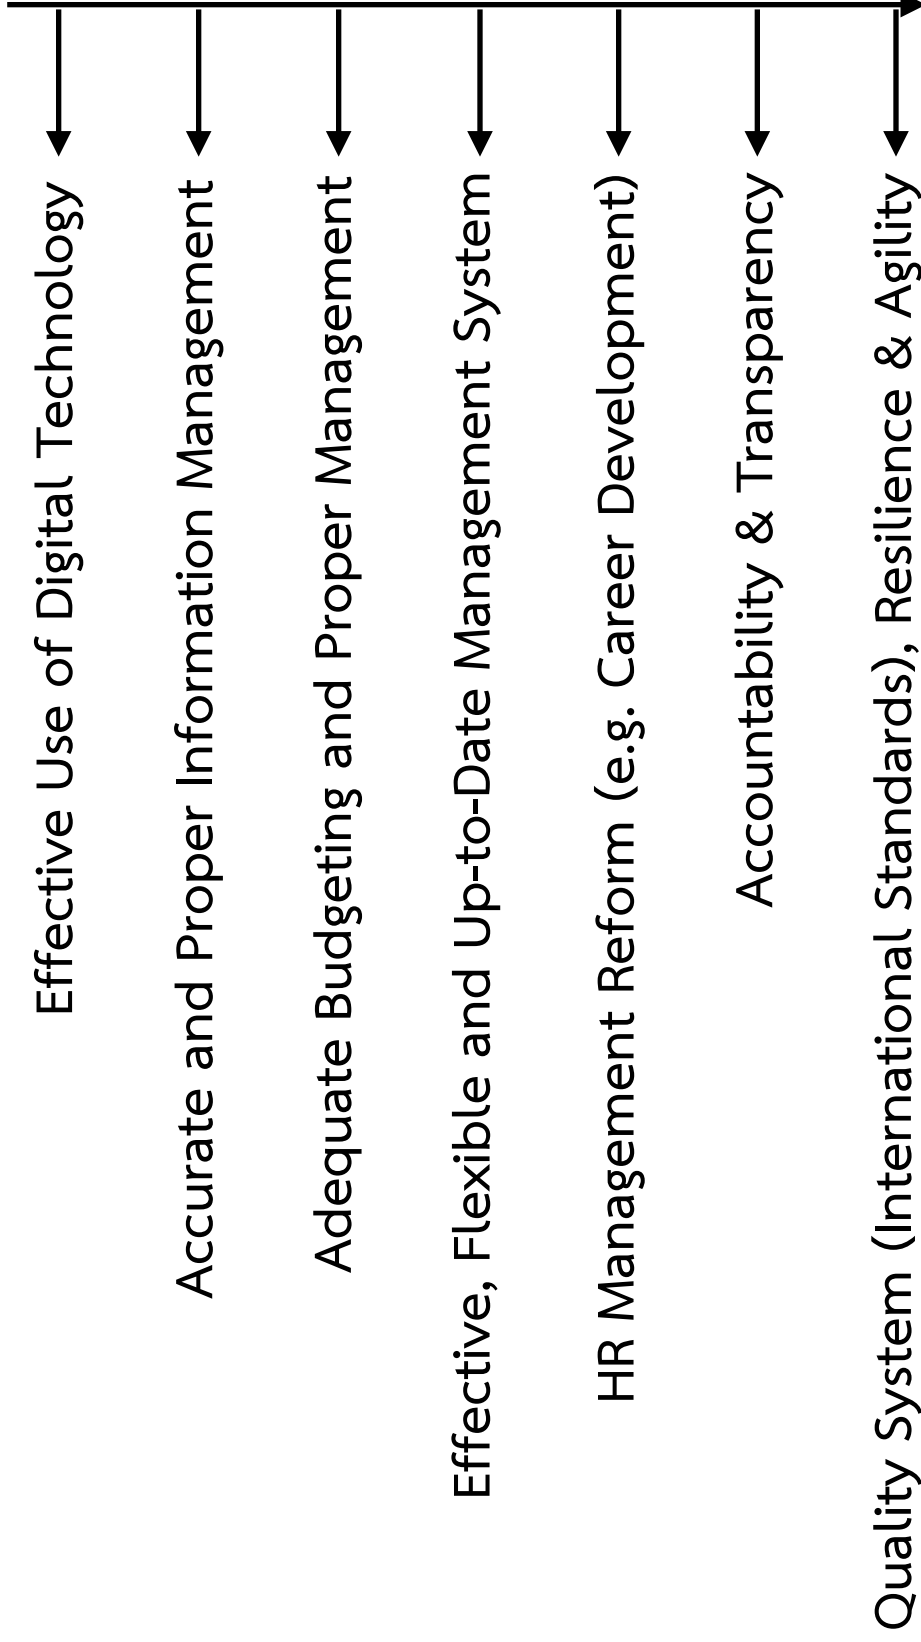 Effective Use of Digital Technology
Accurate and Proper Information Management
Adequate Budgeting and Proper Management
Effective, Flexible and Up-to-Date Management System
HR Management Reform (e.g. Career Development)
Accountability & Transparency
Quality System (International Standards), Resilience & Agility